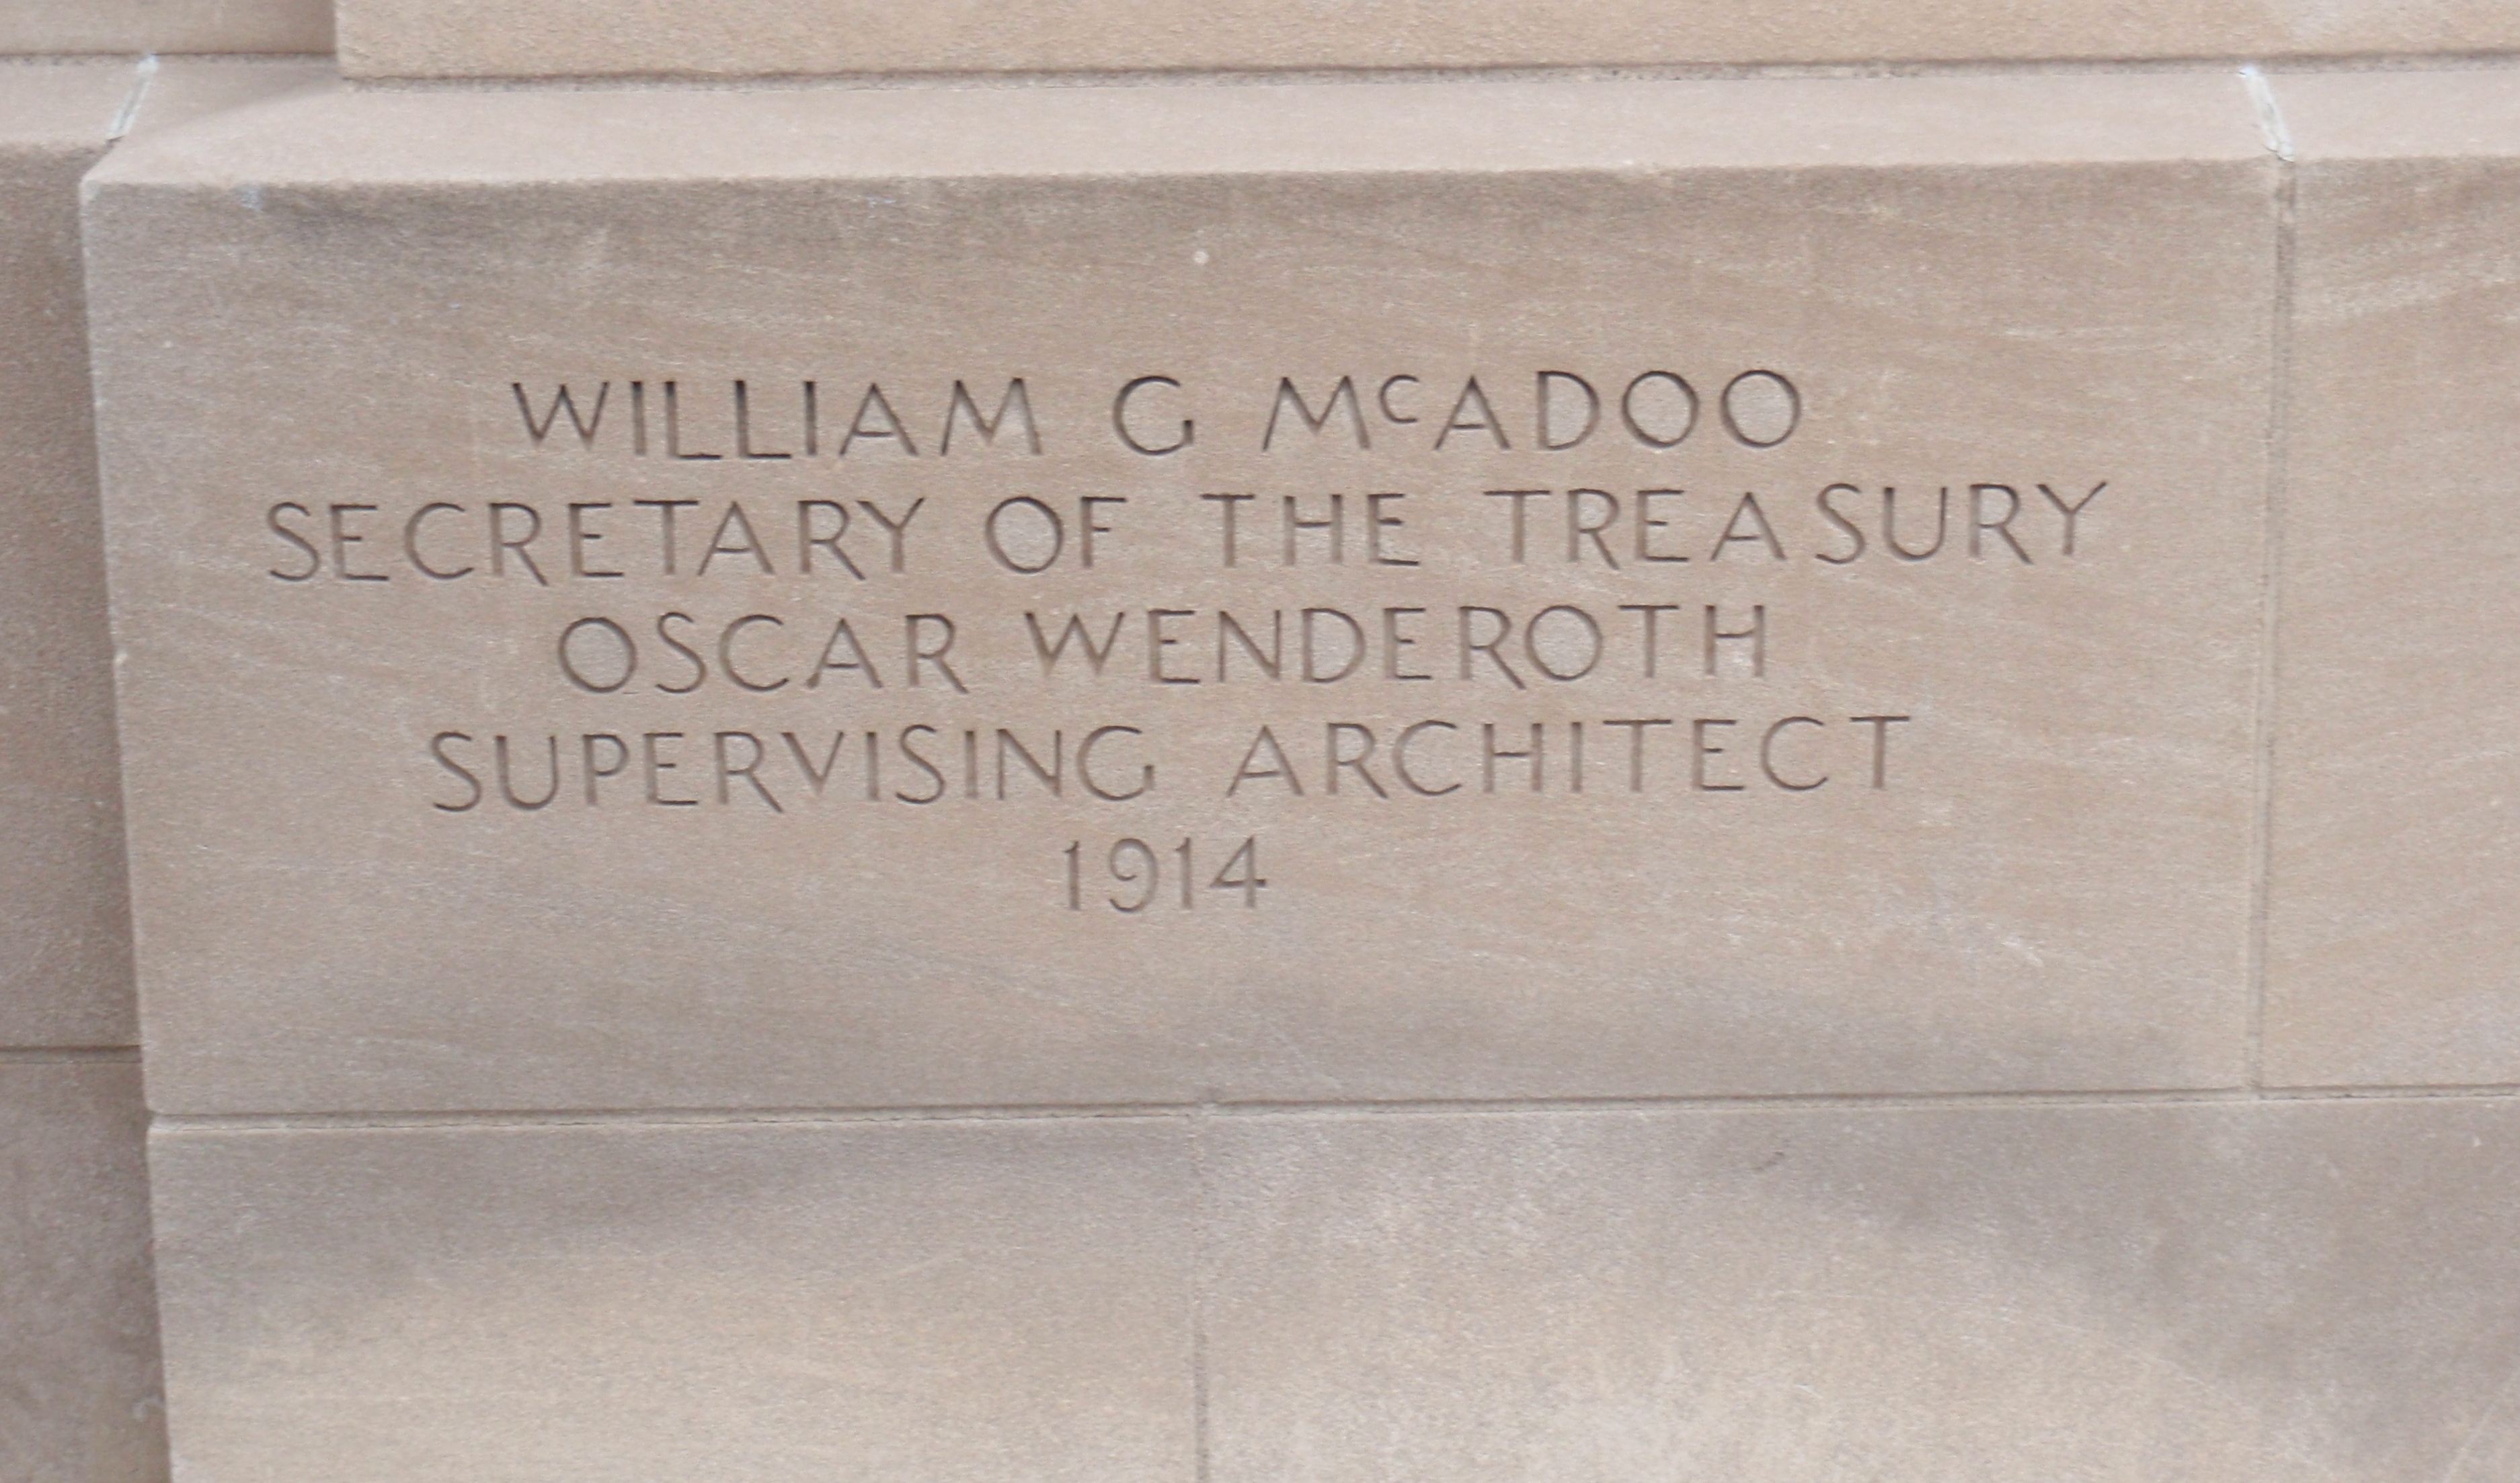 WILLIAM G McADOO
SECRETARY OF THE TREASURY
OSCAR WENDEROTH
SUPERVISING ARCHITECT
1914